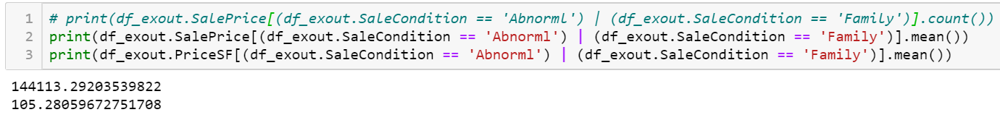 1 # print(df_exout.SalePrice[(df_exout.SaleCondition == 'Abnorml') | (df_exout.SaleCondition == 'Family')].count())
2 print(df_exout.SalePrice[(df_exout.SaleCondition == 'Abnorml') | (df_exout.SaleCondition == 'Family')].mean())
3 print(df_exout.PriceSF[(df_exout.SaleCondition == 'Abnorml') | (df_exout.SaleCondition == 'Family')].mean())
144113.29203539822
105.28059672751708